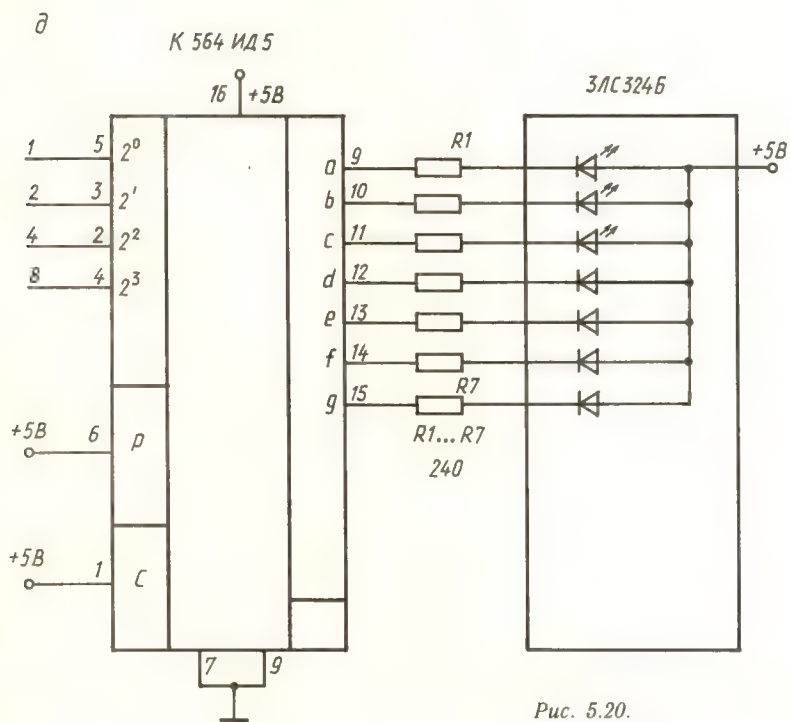 д
К 564 ИД5
16 +5В
3ЛС324Б
1 5 2⁰
2 3 2¹
4 2 2²
8 4 2³
a 9 R1
b 10
c 11
d 12
e 13
f 14
g 15 R7
+5В
R1...R7
240
+5В 6 P
+5В 1 C
7 9
Рис. 5.20.